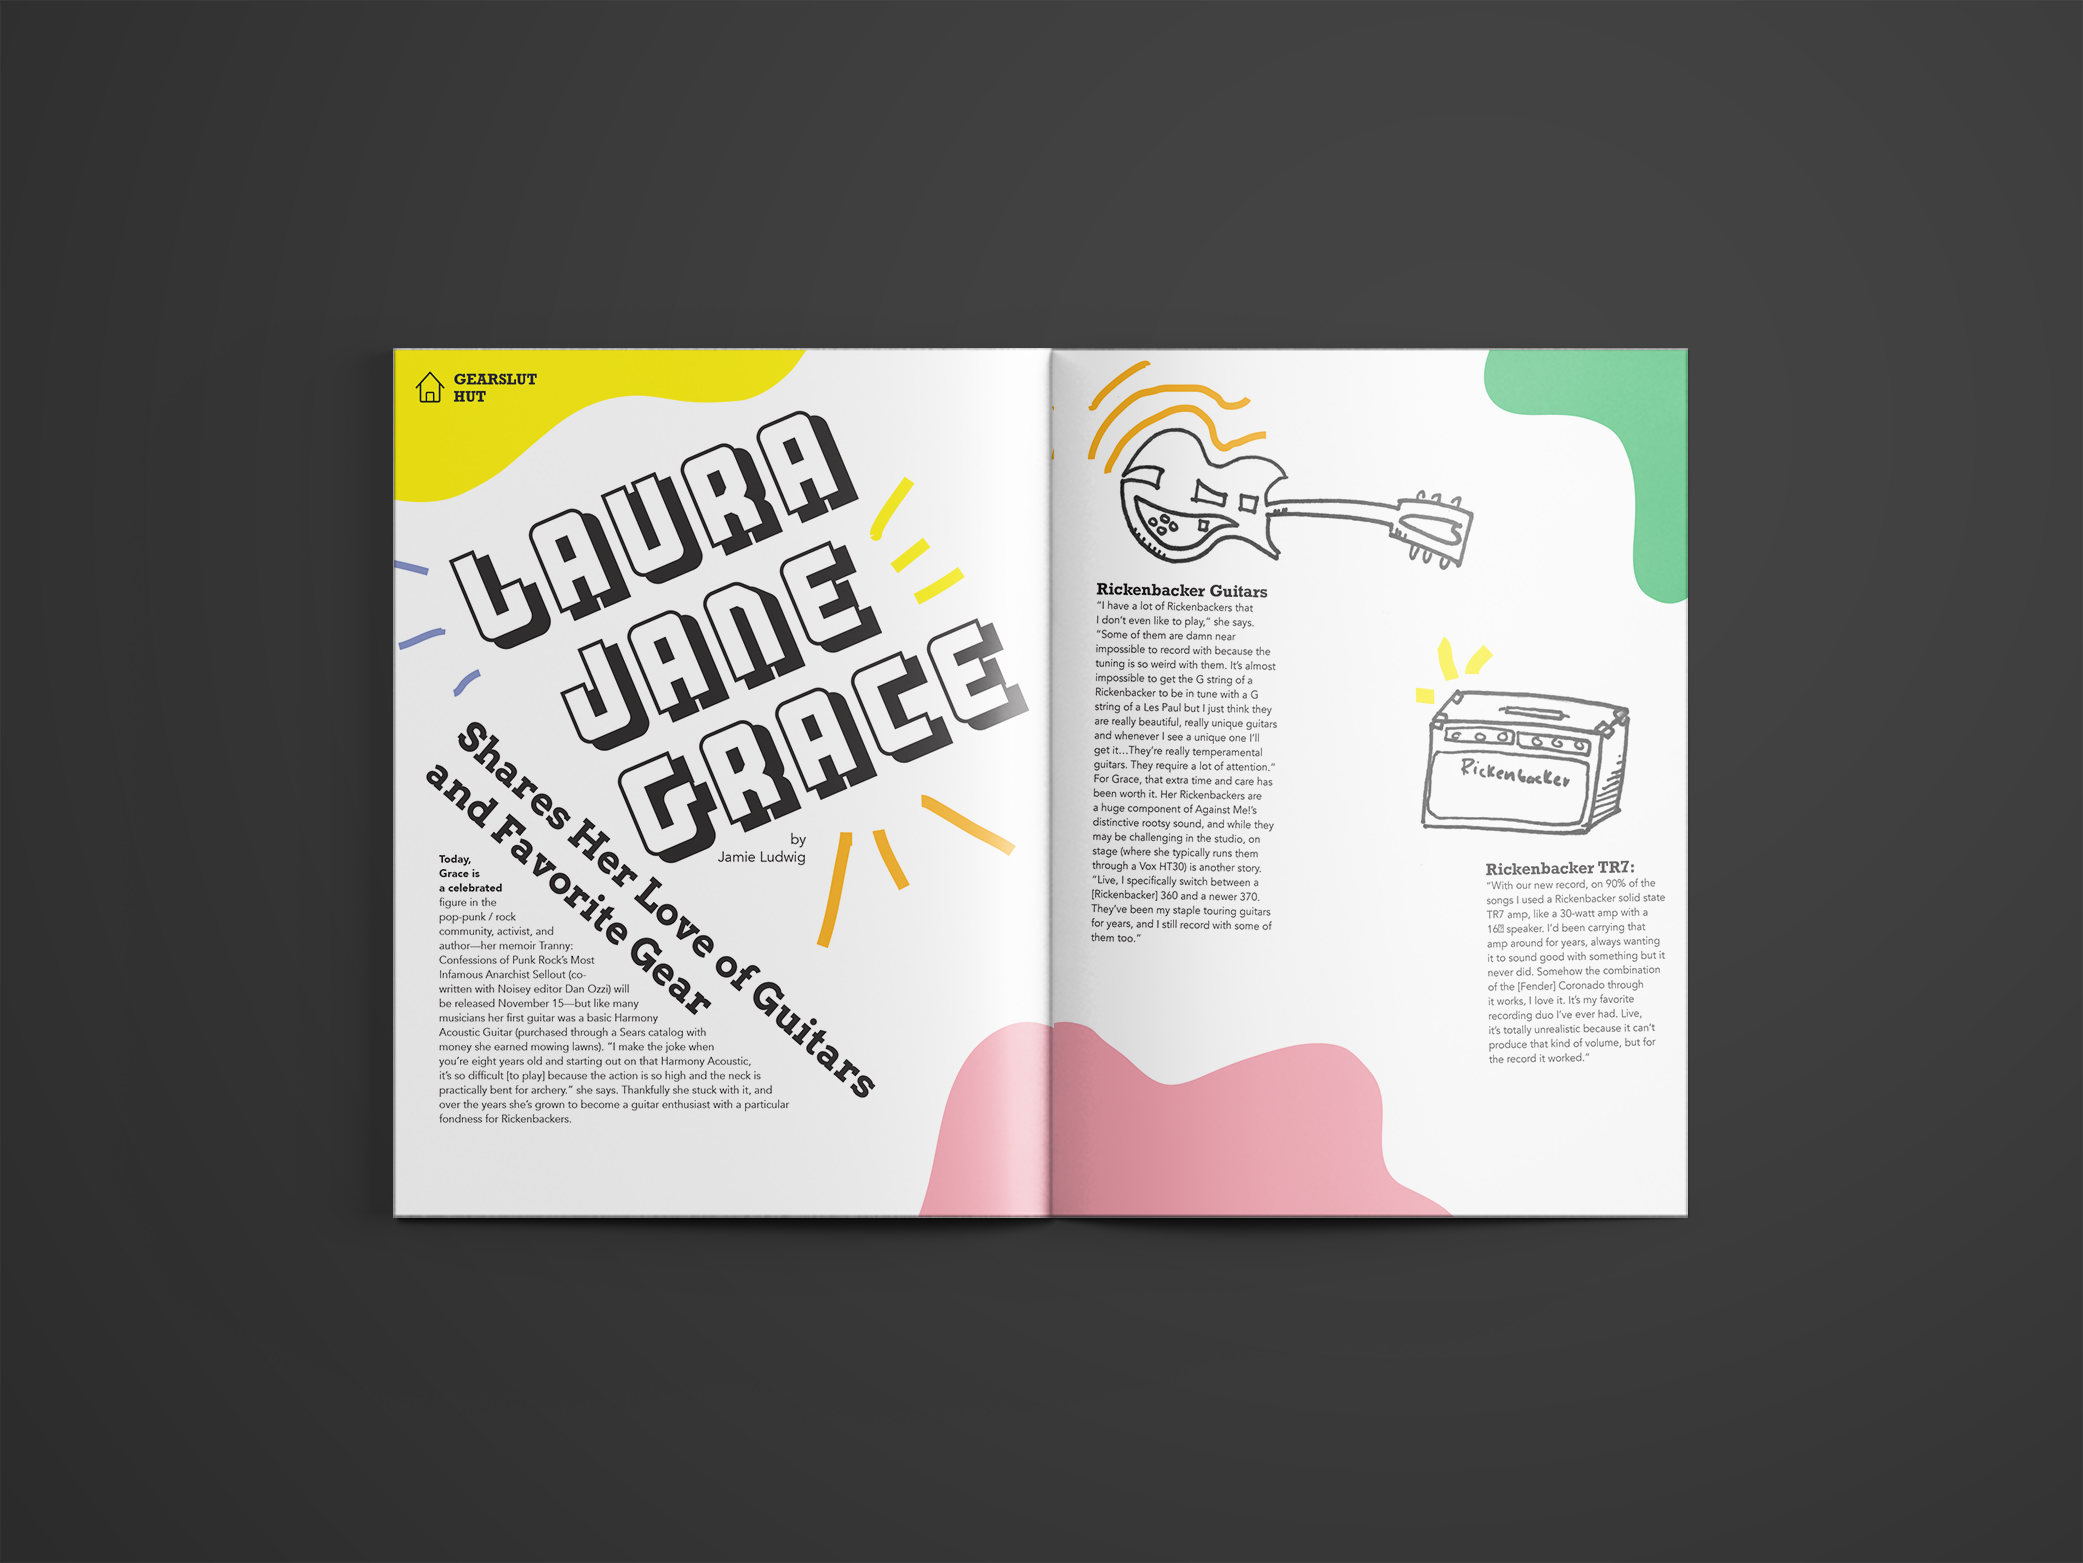 GEARSLUT
HUT
LAURA
JANE
GRACE
Shares Her Love of Guitars
and Favorite Gear
by
Jamie Ludwig
Today,
Grace is
a celebrated
figure in the
pop-punk / rock
community, activist, and
author—her memoir Tranny:
Confessions of Punk Rock's Most
Infamous Anarchist Sellout (co-
written with Noisey editor Dan Ozzi) will
be released November 15—but like many
musicians her first guitar was a basic Harmony
Acoustic Guitar (purchased through a Sears catalog with
money she earned mowing lawns). "I make the joke when
you're eight years old and starting out on that Harmony Acoustic,
it's so difficult [to play] because the action is so high and the neck is
practically bent for archery." she says. Thankfully she stuck with it, and
over the years she's grown to become a guitar enthusiast with a particular
fondness for Rickenbackers.
Rickenbacker Guitars
"I have a lot of Rickenbackers that
I don't even like to play," she says.
"Some of them are damn near
impossible to record with because the
tuning is so weird with them. It's almost
impossible to get the G string of a
Rickenbacker to be in tune with a G
string of a Les Paul but I just think they
are really beautiful, really unique guitars
and whenever I see a unique one I'll
get it...They're really temperamental
guitars. They require a lot of attention."
For Grace, that extra time and care has
been worth it. Her Rickenbackers are
a huge component of Against Me!'s
distinctive rootsy sound, and while they
may be challenging in the studio, on
stage (where she typically runs them
through a Vox HT30) is another story.
"Live, I specifically switch between a
[Rickenbacker] 360 and a newer 370.
They've been my staple touring guitars
for years, and I still record with some of
them too."
Rickenbacker
Rickenbacker TR7:
"With our new record, on 90% of the
songs I used a Rickenbacker solid state
TR7 amp, like a 30-watt amp with a
16 speaker. I'd been carrying that
amp around for years, always wanting
it to sound good with something but it
never did. Somehow the combination
of the [Fender] Coronado through
it works, I love it. It's my favorite
recording duo I've ever had. Live,
it's totally unrealistic because it can't
produce that kind of volume, but for
the record it worked."